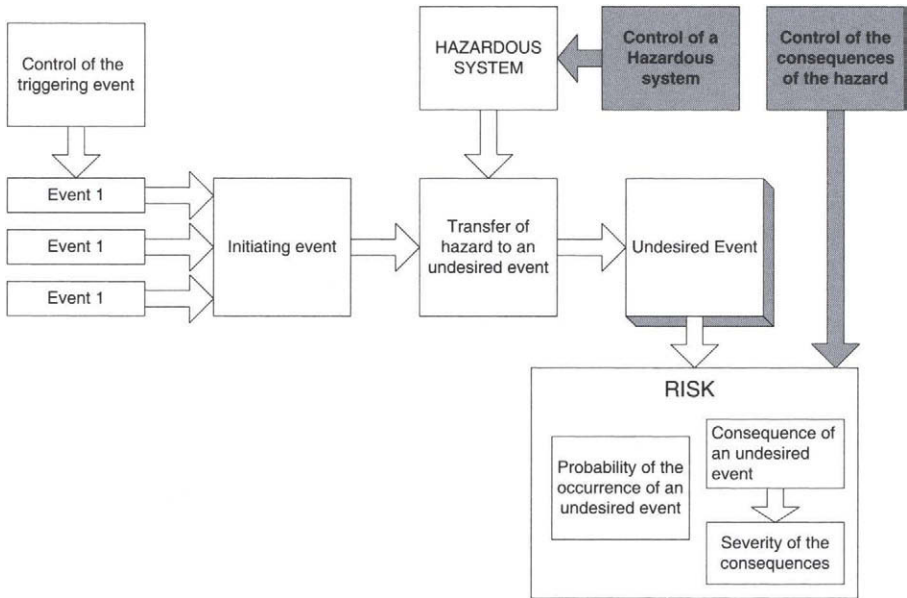 Control of the
triggering event
HAZARDOUS
SYSTEM
Control of a
Hazardous
system
Control of the
consequences
of the hazard
Event 1
Event 1
Event 1
Initiating event
Transfer of
hazard to an
undesired event
Undesired Event
RISK
Probability of the
occurrence of an
undesired event
Consequence of
an undesired
event
Severity of the
consequences